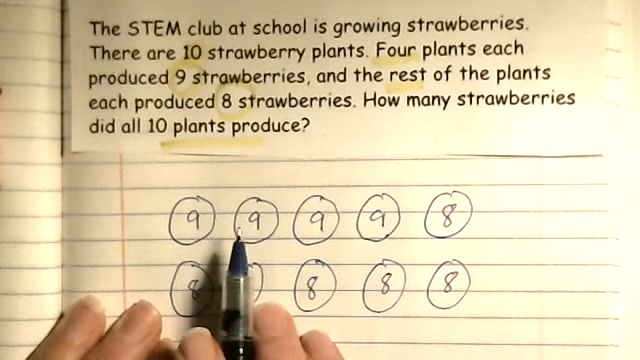 The STEM club at school is growing strawberries.
There are 10 strawberry plants. Four plants each
produced 9 strawberries, and the rest of the plants
each produced 8 strawberries. How many strawberries
did all 10 plants produce?
9 9 9 9 8
8 8 8 8